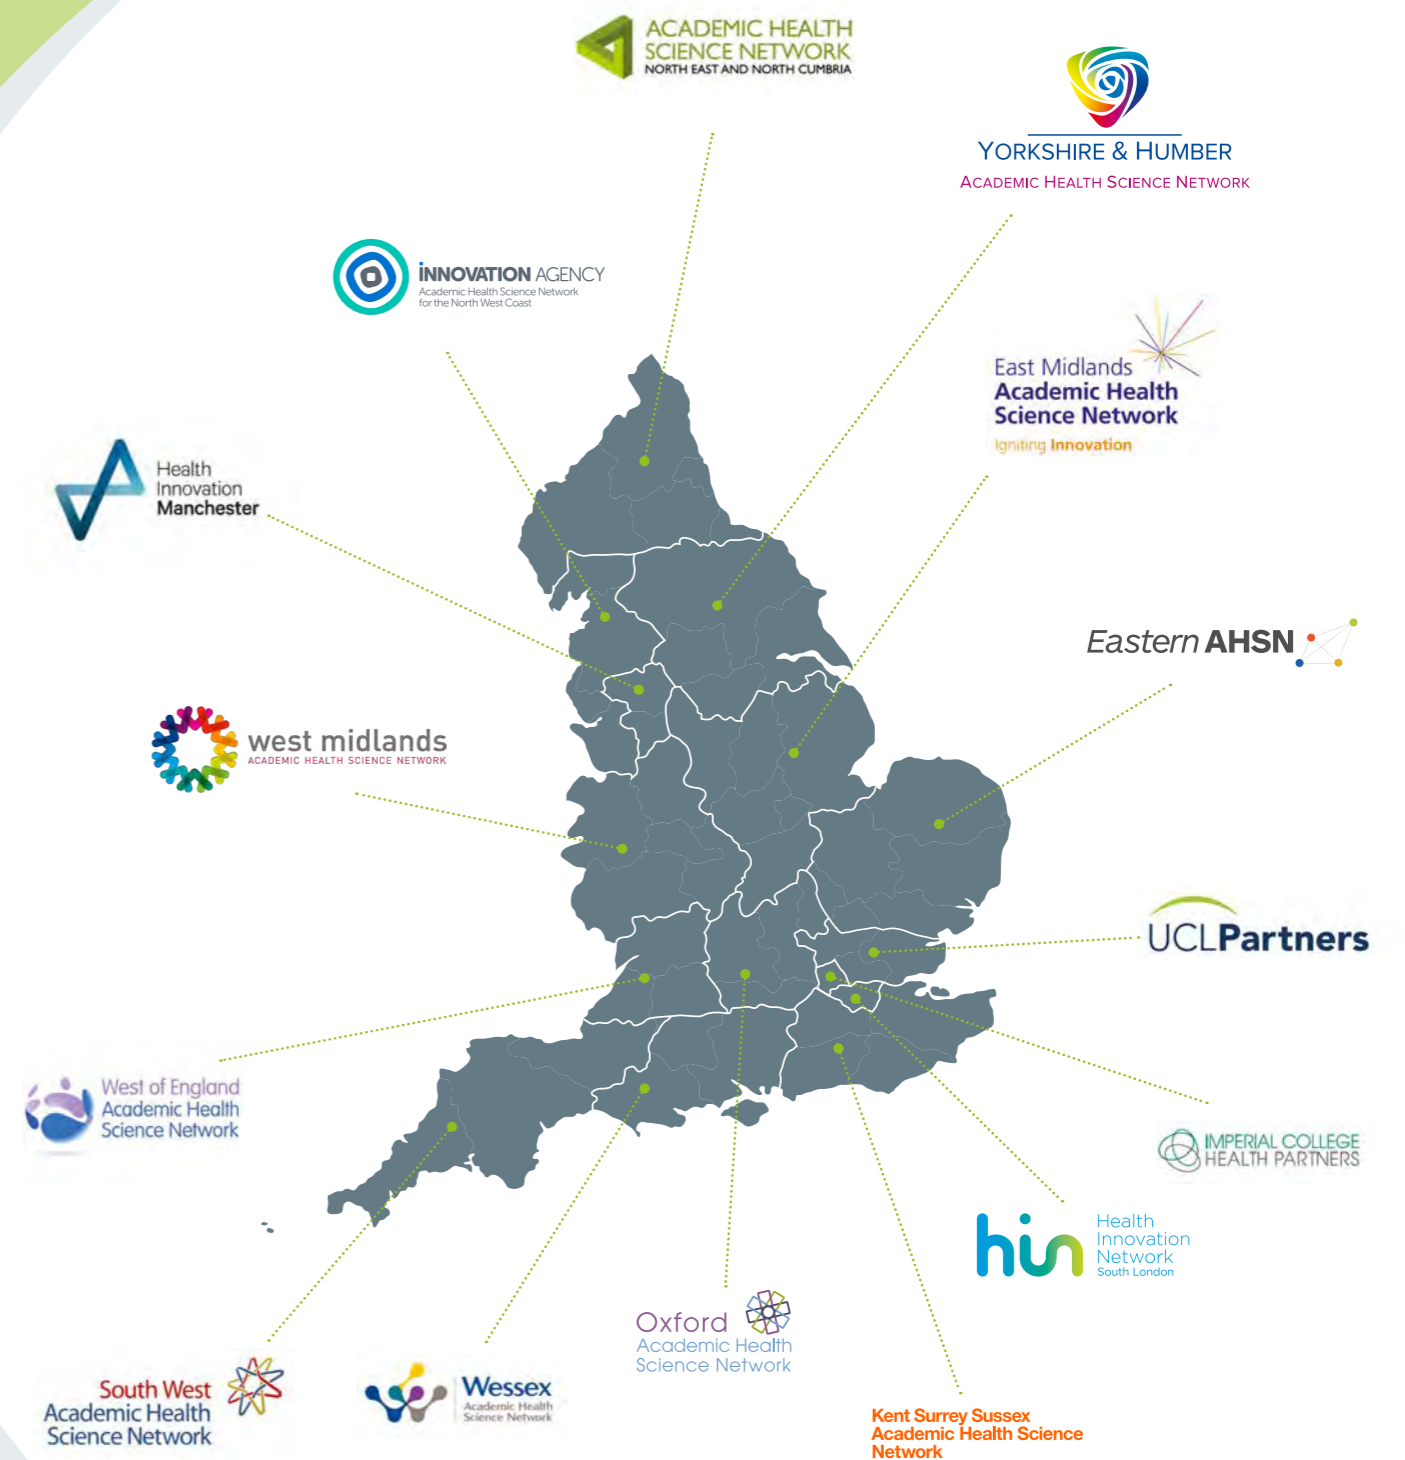 ACADEMIC HEALTH
SCIENCE NETWORK
NORTH EAST AND NORTH CUMBRIA
YORKSHIRE & HUMBER
ACADEMIC HEALTH SCIENCE NETWORK
INNOVATION AGENCY
Academic Health Science Network
for the North West Coast
East Midlands
Academic Health
Science Network
Igniting Innovation
Health
Innovation
Manchester
Eastern AHSN
west midlands
ACADEMIC HEALTH SCIENCE NETWORK
UCLPartners
West of England
Academic Health
Science Network
IMPERIAL COLLEGE
HEALTH PARTNERS
hin
Health
Innovation
Network
South London
Oxford
Academic Health
Science Network
South West
Academic Health
Science Network
Wessex
Academic Health
Science Network
Kent Surrey Sussex
Academic Health Science
Network